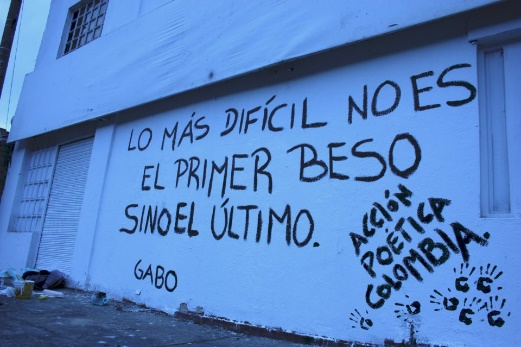 LO MÁS DIFÍCIL NO ES
EL PRIMER BESO
SINO EL ÚLTIMO.
GABO
ACCIÓN
POÉTICA
COLOMBIA.